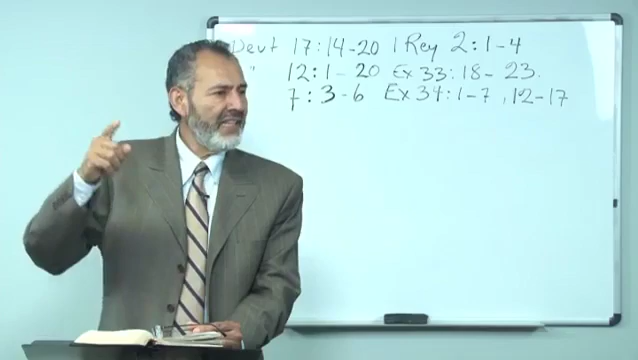 Deut 17:14-20 1 Rey 2:1-4
" 12:1-20 Ex 33:18-23.
7:3-6 Ex 34:1-7, 12-17